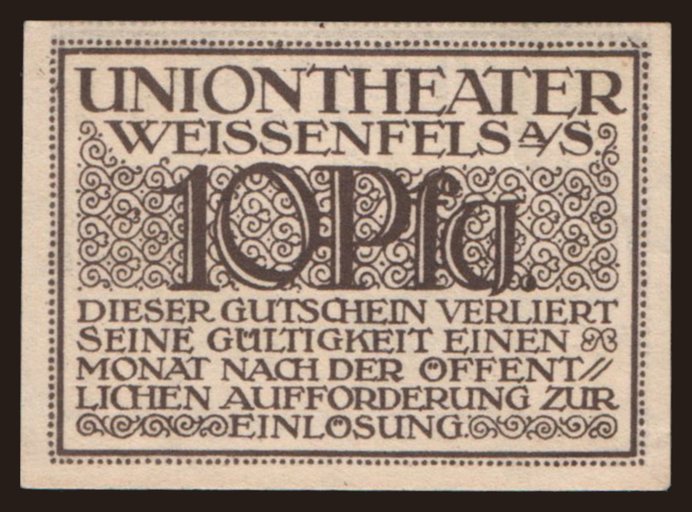 UNIONTHEATER
WEISSENFELS A/S.
10 Pfg.
DIESER GUTSCHEIN VERLIERT
SEINE GÜLTIGKEIT EINEN
MONAT NACH DER ÖFFENT//
LICHEN AUFFORDERUNG ZUR
EINLÖSUNG.